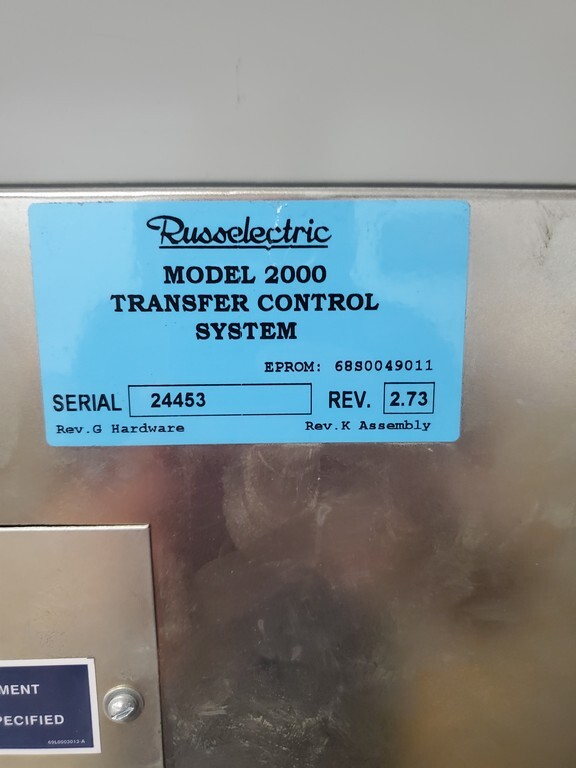 Russelectric
MODEL 2000
TRANSFER CONTROL
SYSTEM
EPROM: 68S0049011
SERIAL 24453 REV. 2.73
Rev.G Hardware Rev.K Assembly
MENT
PECIFIED